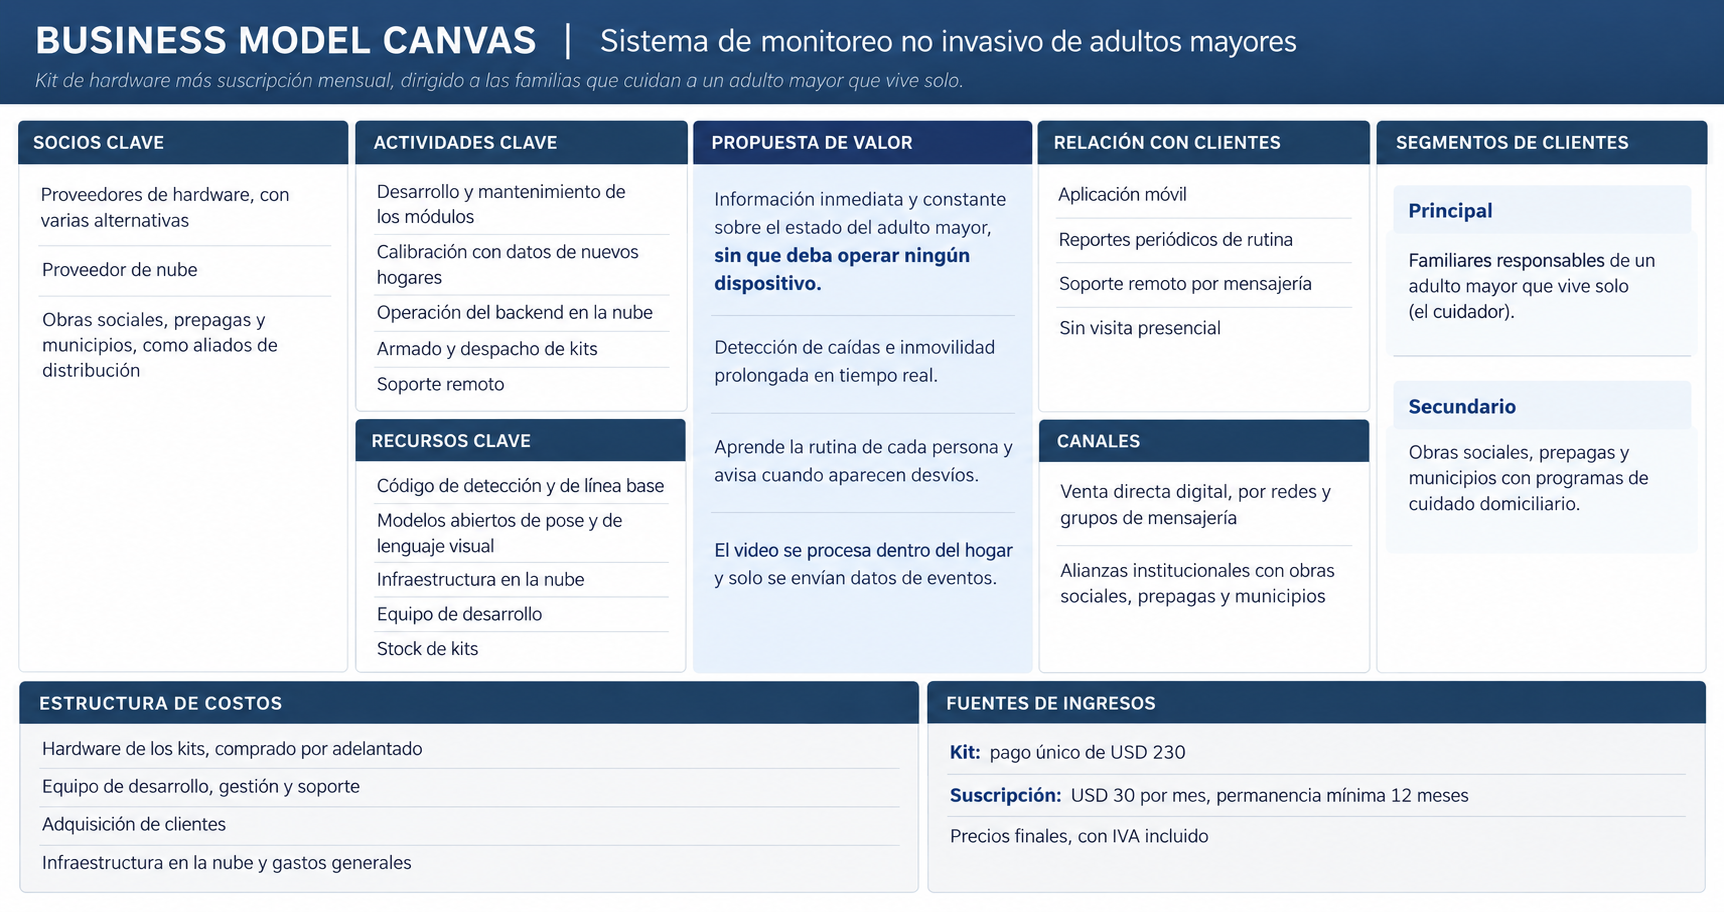 BUSINESS MODEL CANVAS | Sistema de monitoreo no invasivo de adultos mayores
Kit de hardware más suscripción mensual, dirigido a las familias que cuidan a un adulto mayor que vive solo.
SOCIOS CLAVE
Proveedores de hardware, con
varias alternativas
Proveedor de nube
Obras sociales, prepagas y
municipios, como aliados de
distribución
ACTIVIDADES CLAVE
Desarrollo y mantenimiento de
los módulos
Calibración con datos de nuevos
hogares
Operación del backend en la nube
Armado y despacho de kits
Soporte remoto
RECURSOS CLAVE
Código de detección y de línea base
Modelos abiertos de pose y de
lenguaje visual
Infraestructura en la nube
Equipo de desarrollo
Stock de kits
PROPUESTA DE VALOR
Información inmediata y constante
sobre el estado del adulto mayor,
sin que deba operar ningún
dispositivo.
Detección de caídas e inmovilidad
prolongada en tiempo real.
Aprende la rutina de cada persona y
avisa cuando aparecen desvíos.
El video se procesa dentro del hogar
y solo se envían datos de eventos.
RELACIÓN CON CLIENTES
Aplicación móvil
Reportes periódicos de rutina
Soporte remoto por mensajería
Sin visita presencial
CANALES
Venta directa digital, por redes y
grupos de mensajería
Alianzas institucionales con obras
sociales, prepagas y municipios
SEGMENTOS DE CLIENTES
Principal
Familiares responsables de un
adulto mayor que vive solo
(el cuidador).
Secundario
Obras sociales, prepagas y
municipios con programas de
cuidado domiciliario.
ESTRUCTURA DE COSTOS
Hardware de los kits, comprado por adelantado
Equipo de desarrollo, gestión y soporte
Adquisición de clientes
Infraestructura en la nube y gastos generales
FUENTES DE INGRESOS
Kit: pago único de USD 230
Suscripción: USD 30 por mes, permanencia mínima 12 meses
Precios finales, con IVA incluido